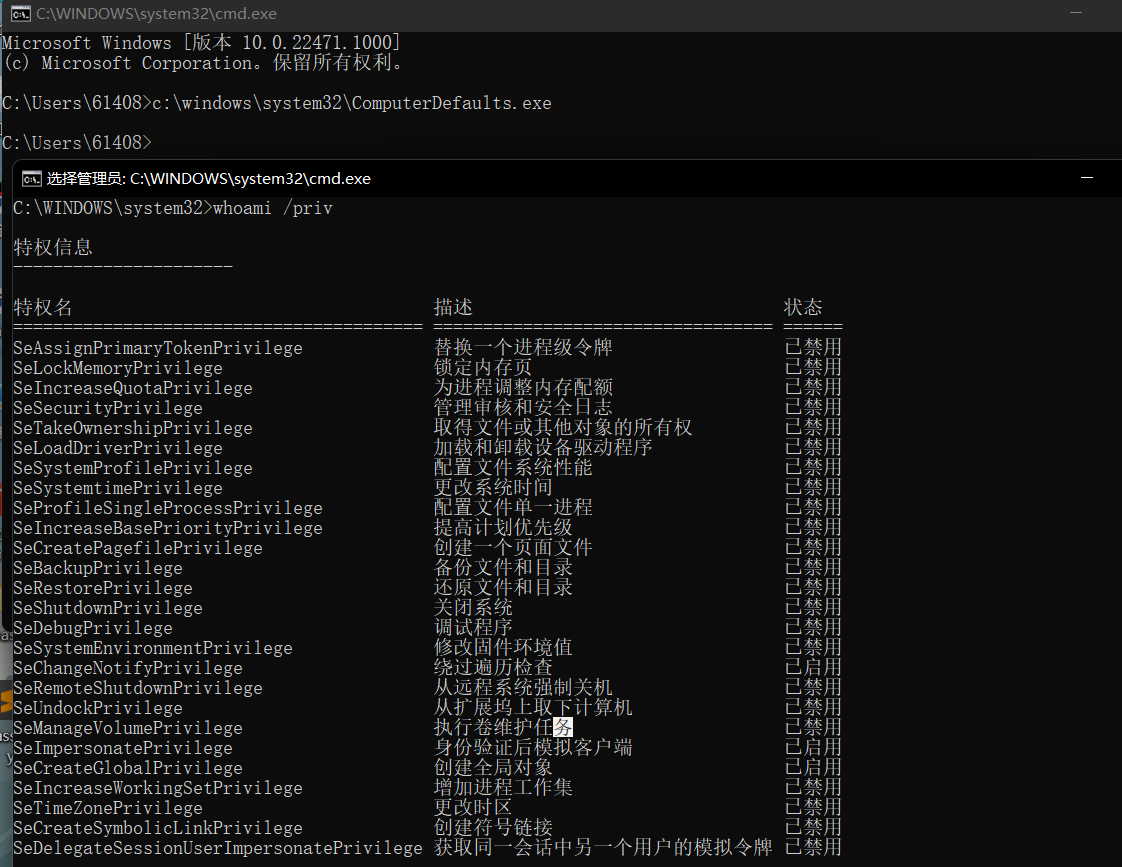 C:\WINDOWS\system32\cmd.exe
Microsoft Windows [版本 10.0.22471.1000]
(c) Microsoft Corporation。保留所有权利。
C:\Users\61408>c:\windows\system32\ComputerDefaults.exe
C:\Users\61408>
选择管理员: C:\WINDOWS\system32\cmd.exe
C:\WINDOWS\system32>whoami /priv
特权信息
----------------------
特权名 描述 状态
========================================= ================================== ======
SeAssignPrimaryTokenPrivilege 替换一个进程级令牌 已禁用
SeLockMemoryPrivilege 锁定内存页 已禁用
SeIncreaseQuotaPrivilege 为进程调整内存配额 已禁用
SeSecurityPrivilege 管理审核和安全日志 已禁用
SeTakeOwnershipPrivilege 取得文件或其他对象的所有权 已禁用
SeLoadDriverPrivilege 加载和卸载设备驱动程序 已禁用
SeSystemProfilePrivilege 配置文件系统性能 已禁用
SeSystemtimePrivilege 更改系统时间 已禁用
SeProfileSingleProcessPrivilege 配置文件单一进程 已禁用
SeIncreaseBasePriorityPrivilege 提高计划优先级 已禁用
SeCreatePagefilePrivilege 创建一个页面文件 已禁用
SeBackupPrivilege 备份文件和目录 已禁用
SeRestorePrivilege 还原文件和目录 已禁用
SeShutdownPrivilege 关闭系统 已禁用
SeDebugPrivilege 调试程序 已禁用
SeSystemEnvironmentPrivilege 修改固件环境值 已禁用
SeChangeNotifyPrivilege 绕过遍历检查 已启用
SeRemoteShutdownPrivilege 从远程系统强制关机 已禁用
SeUndockPrivilege 从扩展坞上取下计算机 已禁用
SeManageVolumePrivilege 执行卷维护任务 已禁用
SeImpersonatePrivilege 身份验证后模拟客户端 已启用
SeCreateGlobalPrivilege 创建全局对象 已启用
SeIncreaseWorkingSetPrivilege 增加进程工作集 已禁用
SeTimeZonePrivilege 更改时区 已禁用
SeCreateSymbolicLinkPrivilege 创建符号链接 已禁用
SeDelegateSessionUserImpersonatePrivilege 获取同一会话中另一个用户的模拟令牌 已禁用